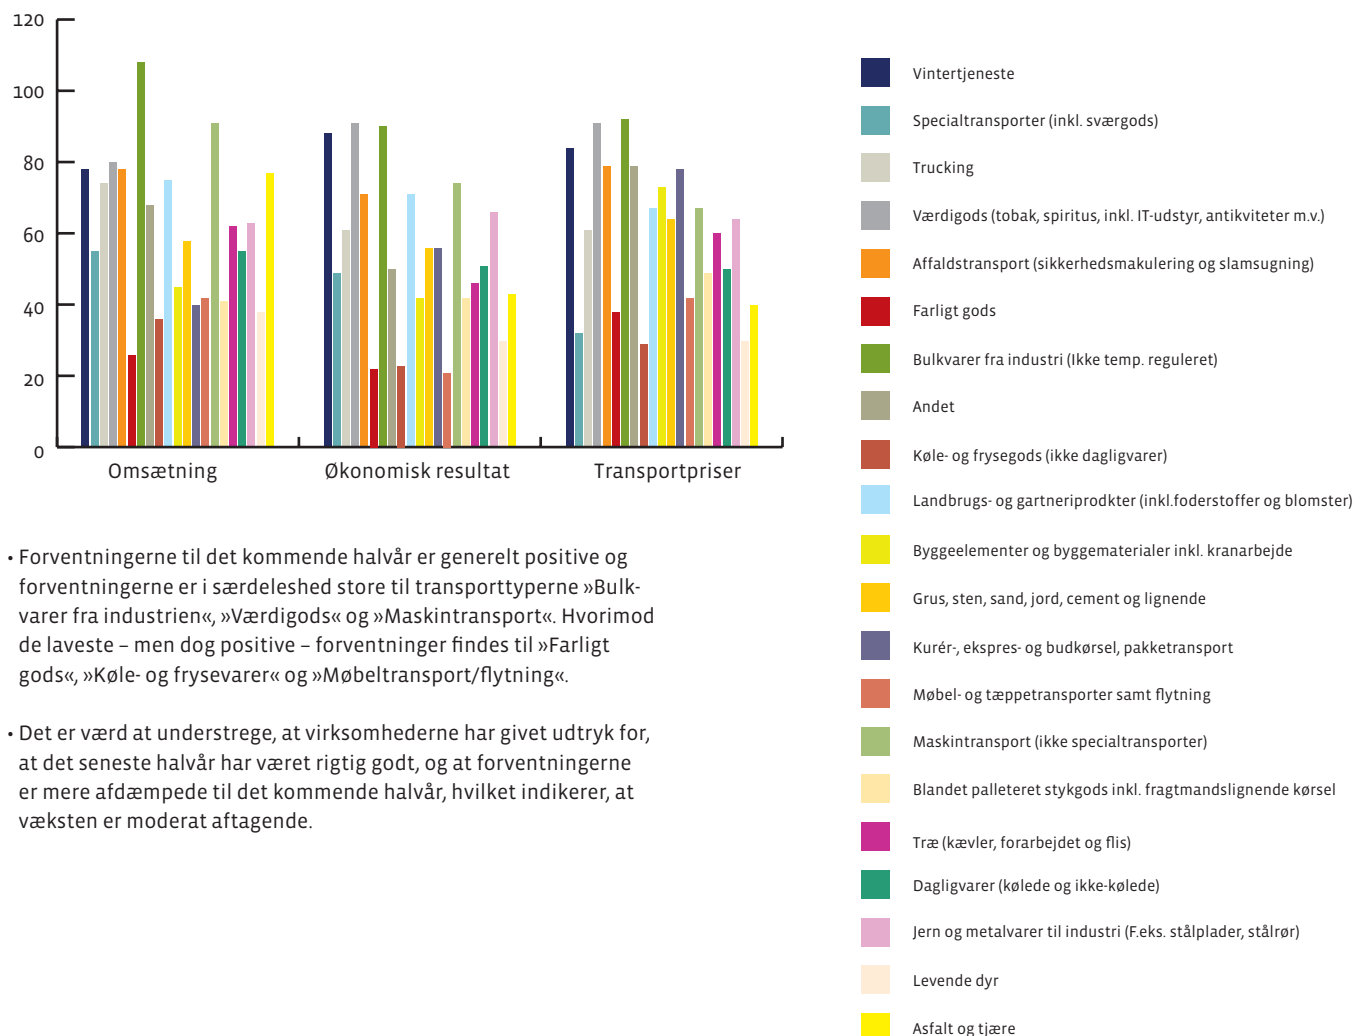 120
100
80
60
40
20
0
Omsætning
Økonomisk resultat
Transportpriser
• Forventningerne til det kommende halvår er generelt positive og
forventningerne er i særdeleshed store til transporttyperne »Bulk-
varer fra industrien«, »Værdigods« og »Maskintransport«. Hvorimod
de laveste – men dog positive – forventninger findes til »Farligt
gods«, »Køle- og frysevarer« og »Møbeltransport/flytning«.
• Det er værd at understrege, at virksomhederne har givet udtryk for,
at det seneste halvår har været rigtig godt, og at forventningerne
er mere afdæmpede til det kommende halvår, hvilket indikerer, at
væksten er moderat aftagende.
Vintertjeneste
Specialtransporter (inkl. sværgods)
Trucking
Værdigods (tobak, spiritus, inkl. IT-udstyr, antikviteter m.v.)
Affaldstransport (sikkerhedsmakulering og slamsugning)
Farligt gods
Bulkvarer fra industri (Ikke temp. reguleret)
Andet
Køle- og frysegods (ikke dagligvarer)
Landbrugs- og gartneriprodkter (inkl.foderstoffer og blomster)
Byggeelementer og byggematerialer inkl. kranarbejde
Grus, sten, sand, jord, cement og lignende
Kurér-, ekspres- og budkørsel, pakketransport
Møbel- og tæppetransporter samt flytning
Maskintransport (ikke specialtransporter)
Blandet palleteret stykgods inkl. fragtmandslignende kørsel
Træ (kævler, forarbejdet og flis)
Dagligvarer (kølede og ikke-kølede)
Jern og metalvarer til industri (F.eks. stålplader, stålrør)
Levende dyr
Asfalt og tjære